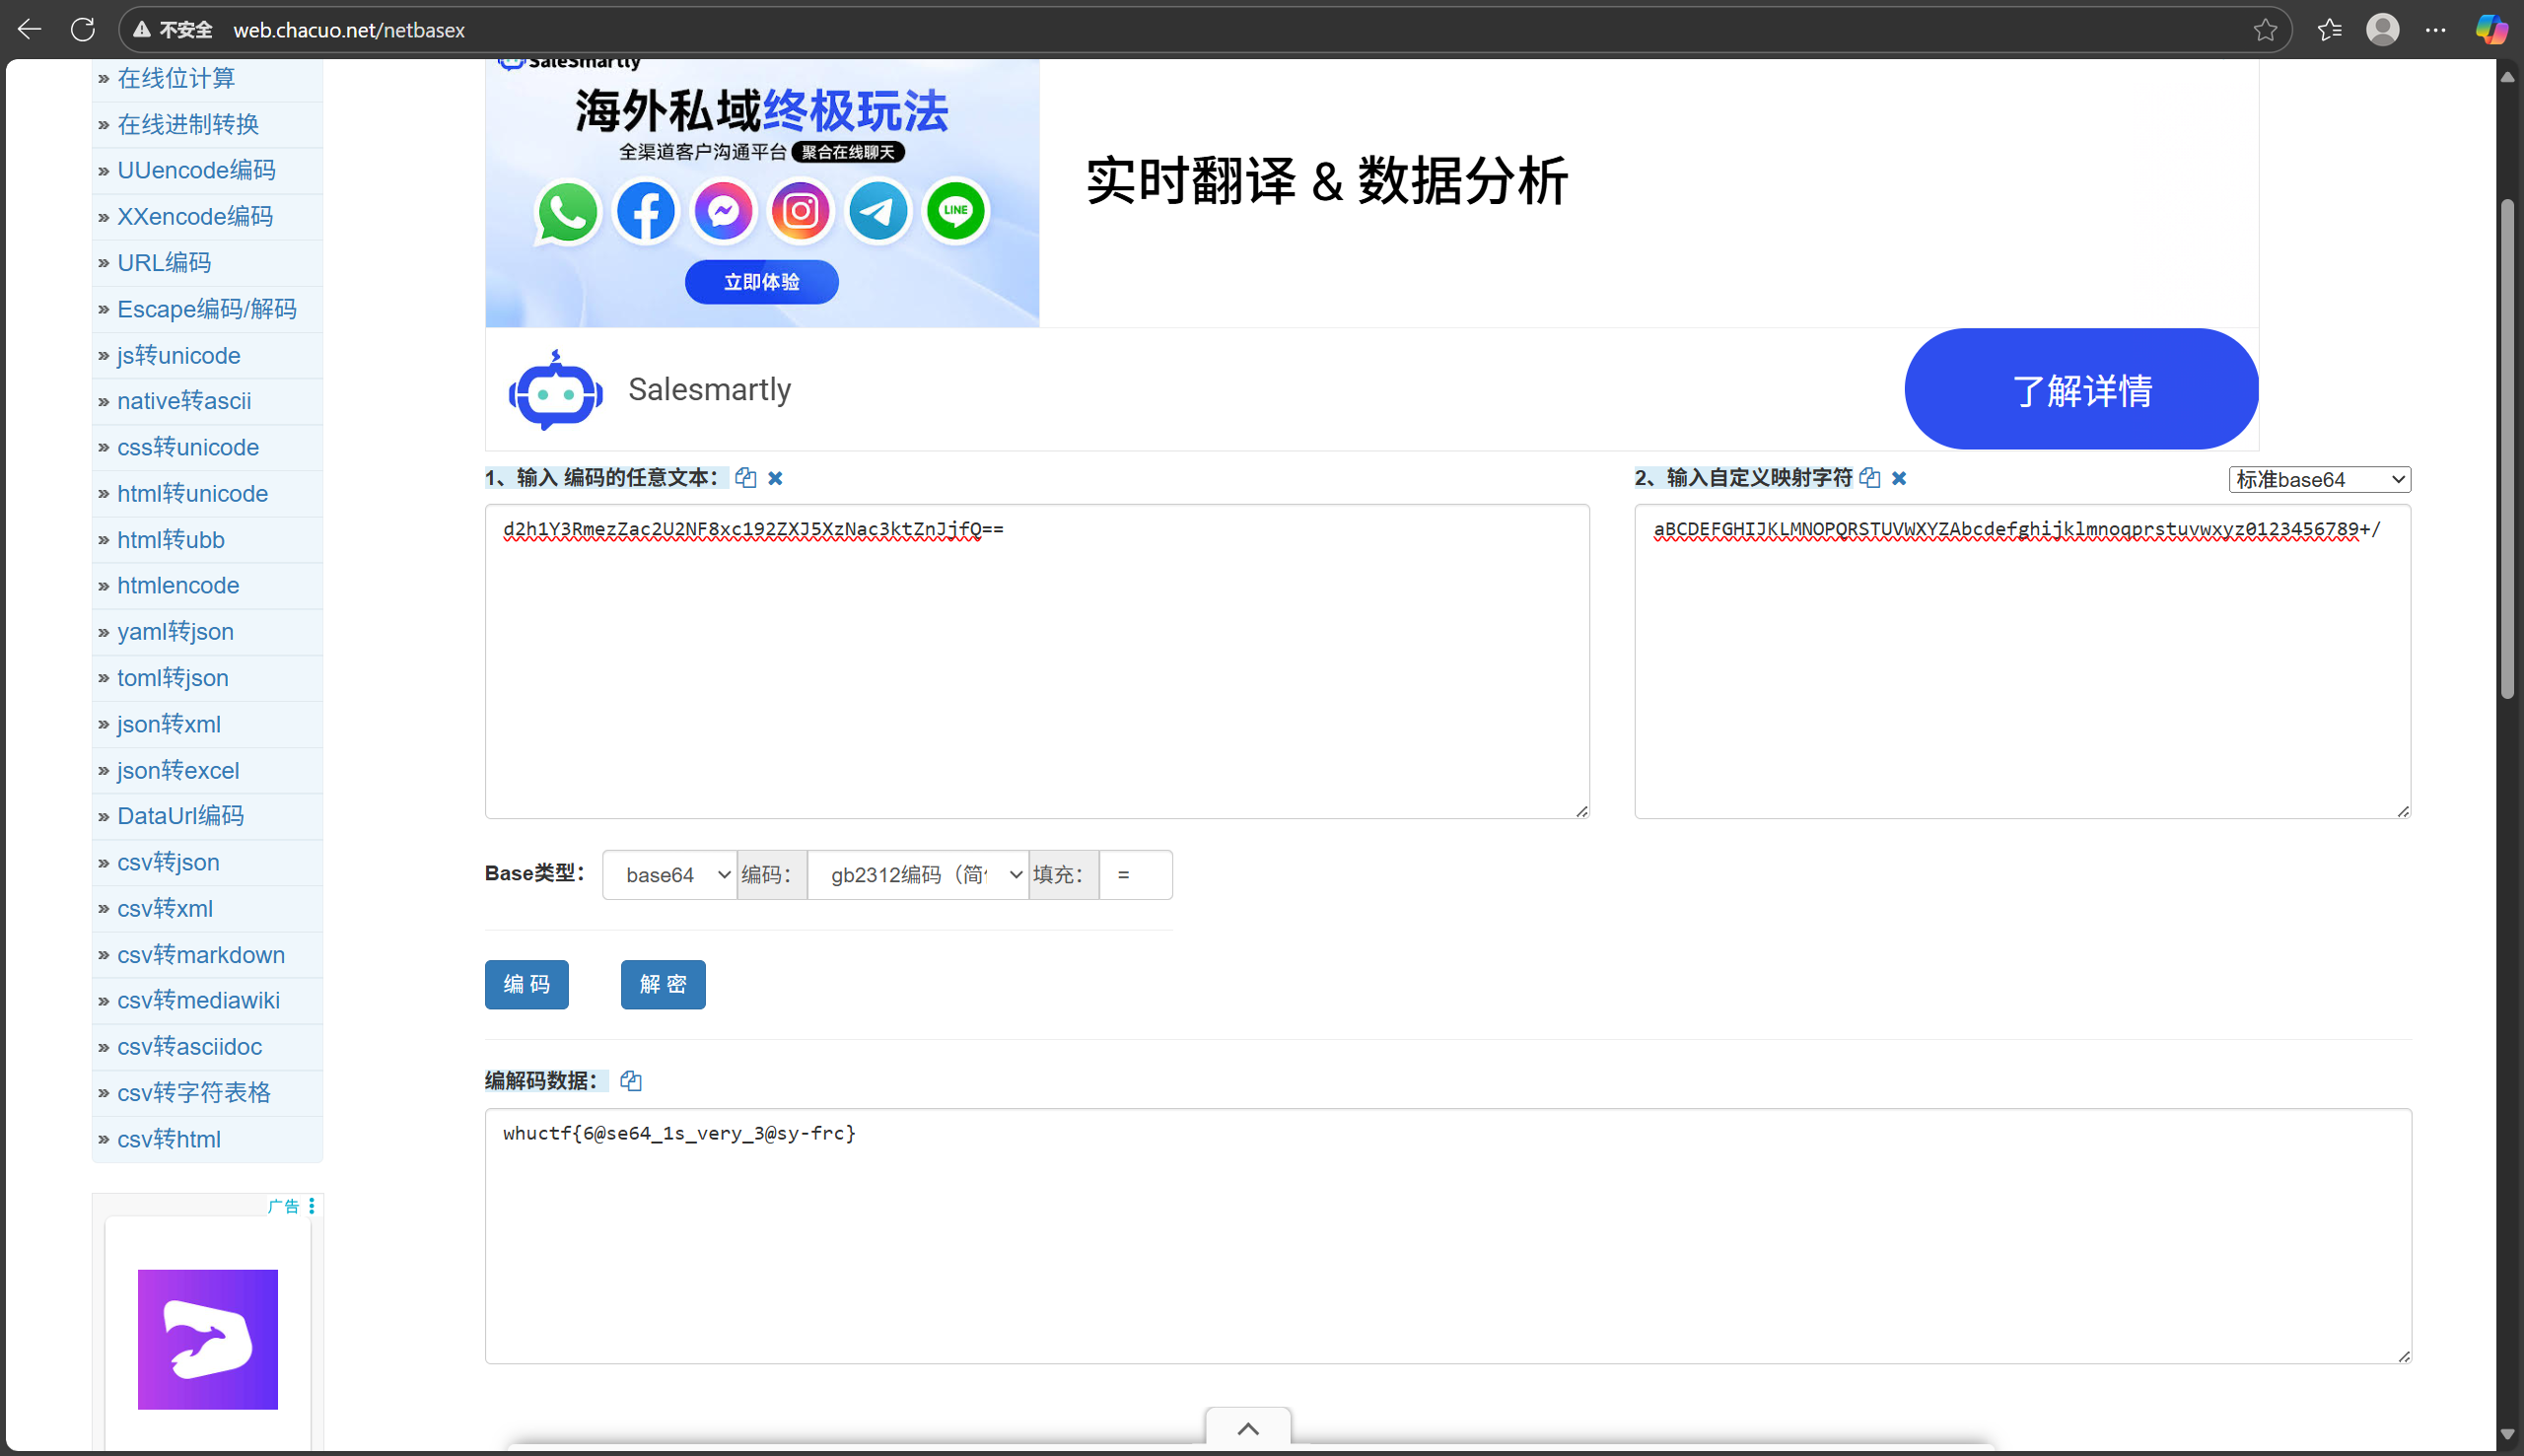 不安全 web.chacuo.net/netbasex
» 在线位计算
» 在线进制转换
» UUencode编码
» XXencode编码
» URL编码
» Escape编码/解码
» js转unicode
» native转ascii
» css转unicode
» html转unicode
» html转ubb
» htmlencode
» yaml转json
» toml转json
» json转xml
» json转excel
» DataUrl编码
» csv转json
» csv转xml
» csv转markdown
» csv转mediawiki
» csv转asciidoc
» csv转字符表格
» csv转html
广告
SaleSmartly
海外私域终极玩法
全渠道客户沟通平台 聚合在线聊天
LINE
立即体验
实时翻译 & 数据分析
Salesmartly
了解详情
1、输入 编码的任意文本：
d2h1Y3RmezZac2U2NF8xc192ZXJ5XzNac3ktZnJjfQ==
2、输入自定义映射字符
标准base64
aBCDEFGHIJKLMNOPQRSTUVWXYZAbcdefghijklmnoqprstuvwxyz0123456789+/
Base类型： base64 编码： gb2312编码（简 填充： =
编 码 解 密
编解码数据：
whuctf{6@se64_1s_very_3@sy-frc}